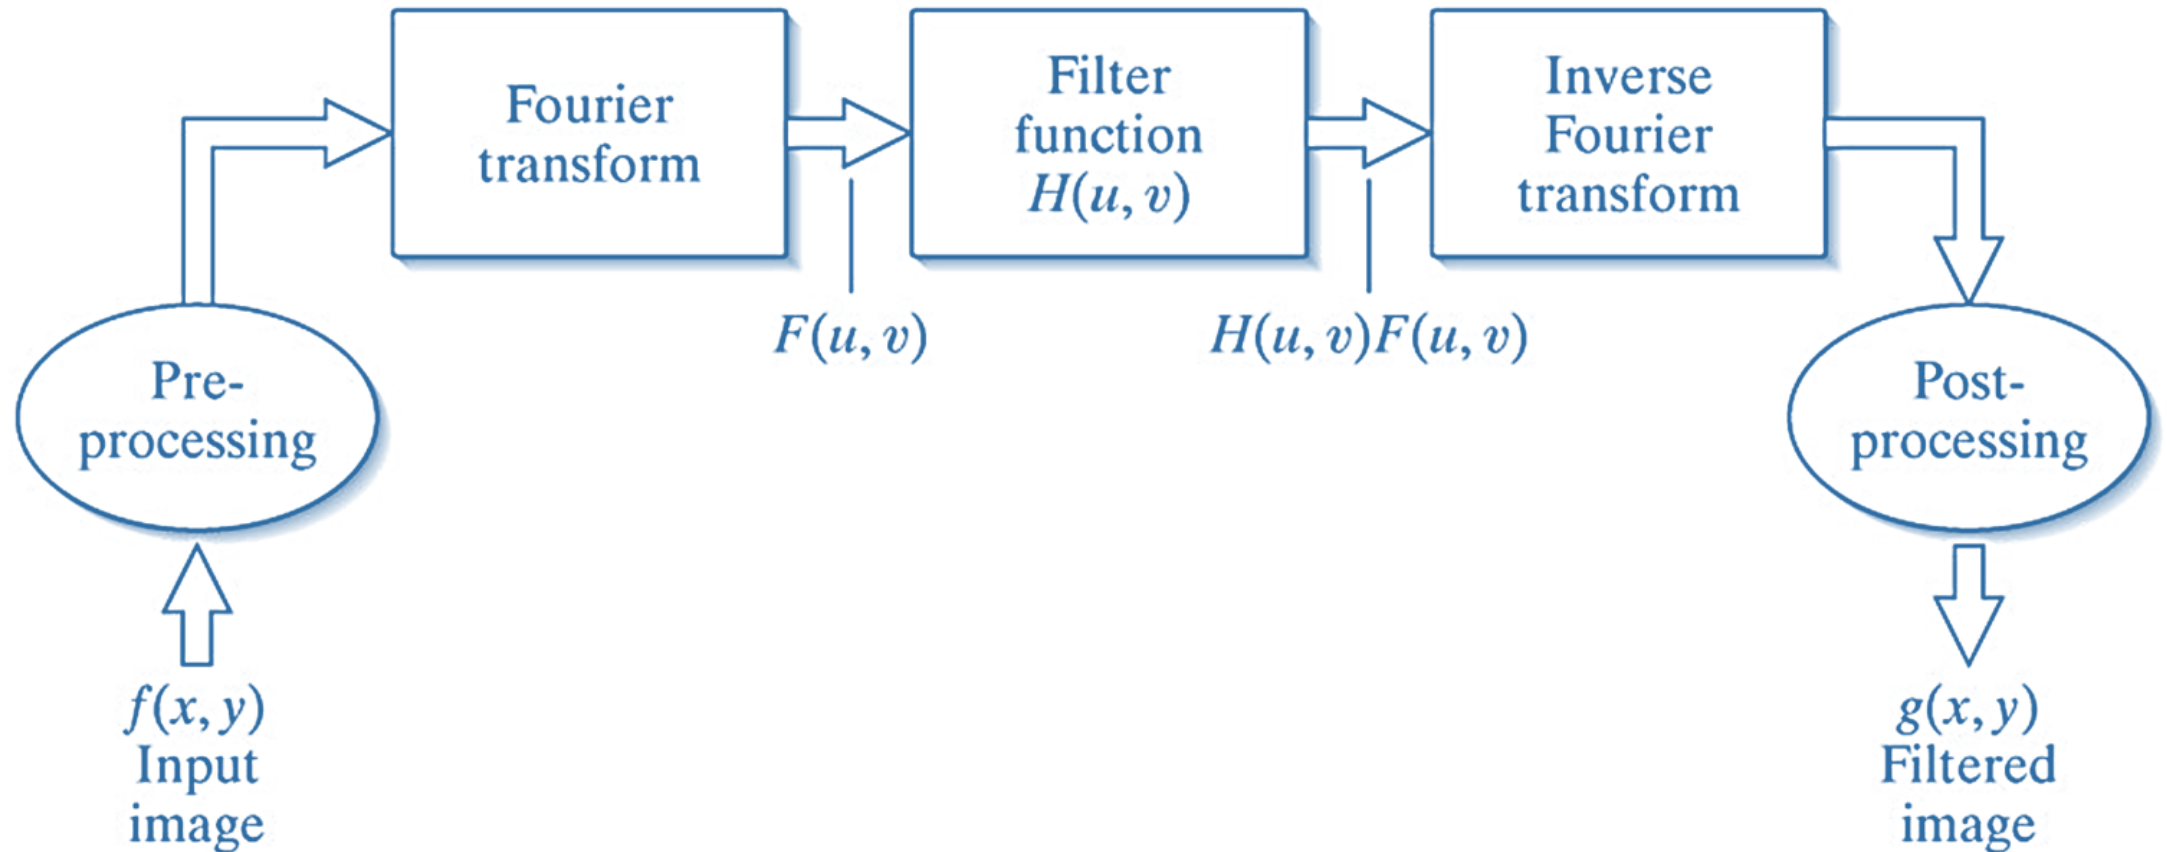 Fourier
transform
Filter
function
H(u, v)
Inverse
Fourier
transform
F(u, v)
H(u, v)F(u, v)
Pre-
processing
Post-
processing
f(x, y)
Input
image
g(x, y)
Filtered
image